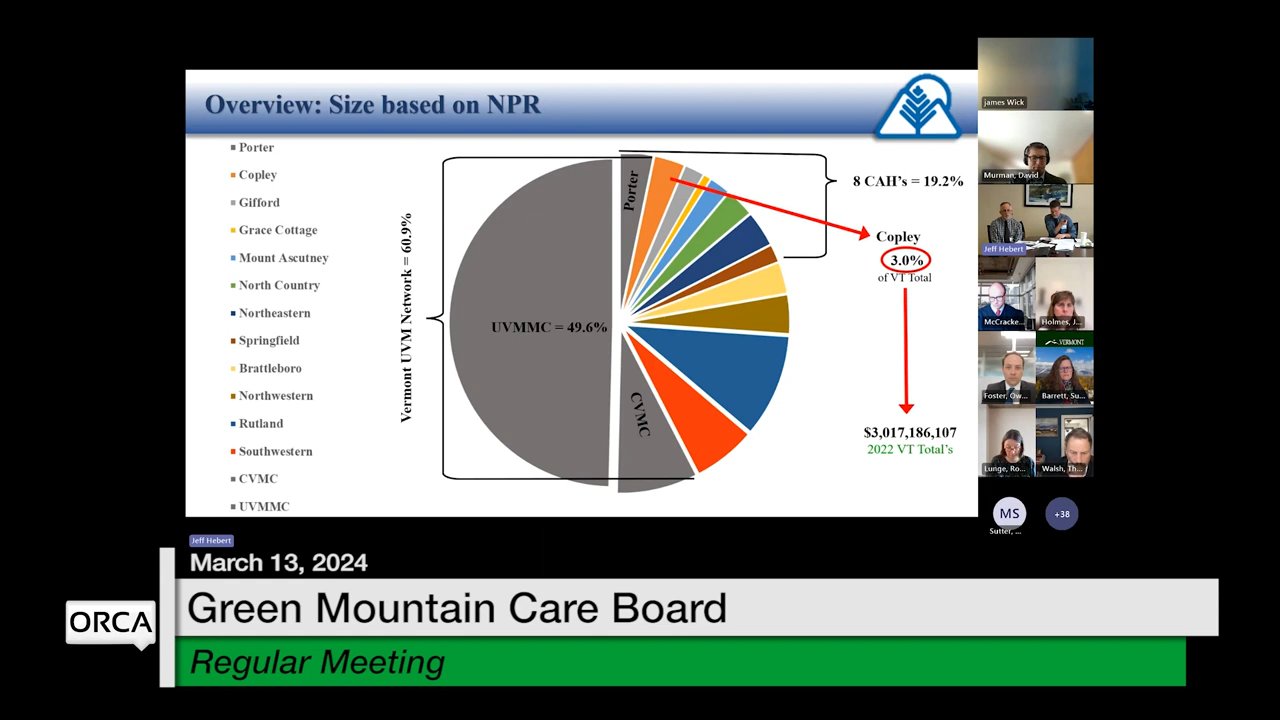 Overview: Size based on NPR
Porter
Copley
Gifford
Grace Cottage
Mount Ascutney
North Country
Northeastern
Springfield
Brattleboro
Northwestern
Rutland
Southwestern
CVMC
UVMMC
Vermont UVM Network = 60.9%
UVMMC = 49.6%
Porter
CVMC
8 CAH's = 19.2%
Copley
3.0%
of VT Total
$3,017,186,107
2022 VT Total's
james Wick
Murman, David
Jeff Hebert
McCracke...
Holmes, J...
VERMONT
Foster, Ow...
Barrett, Su...
Lunge, Ro...
Walsh, Th...
MS
+38
Sutter, ...
Jeff Hebert
March 13, 2024
ORCA
Green Mountain Care Board
Regular Meeting